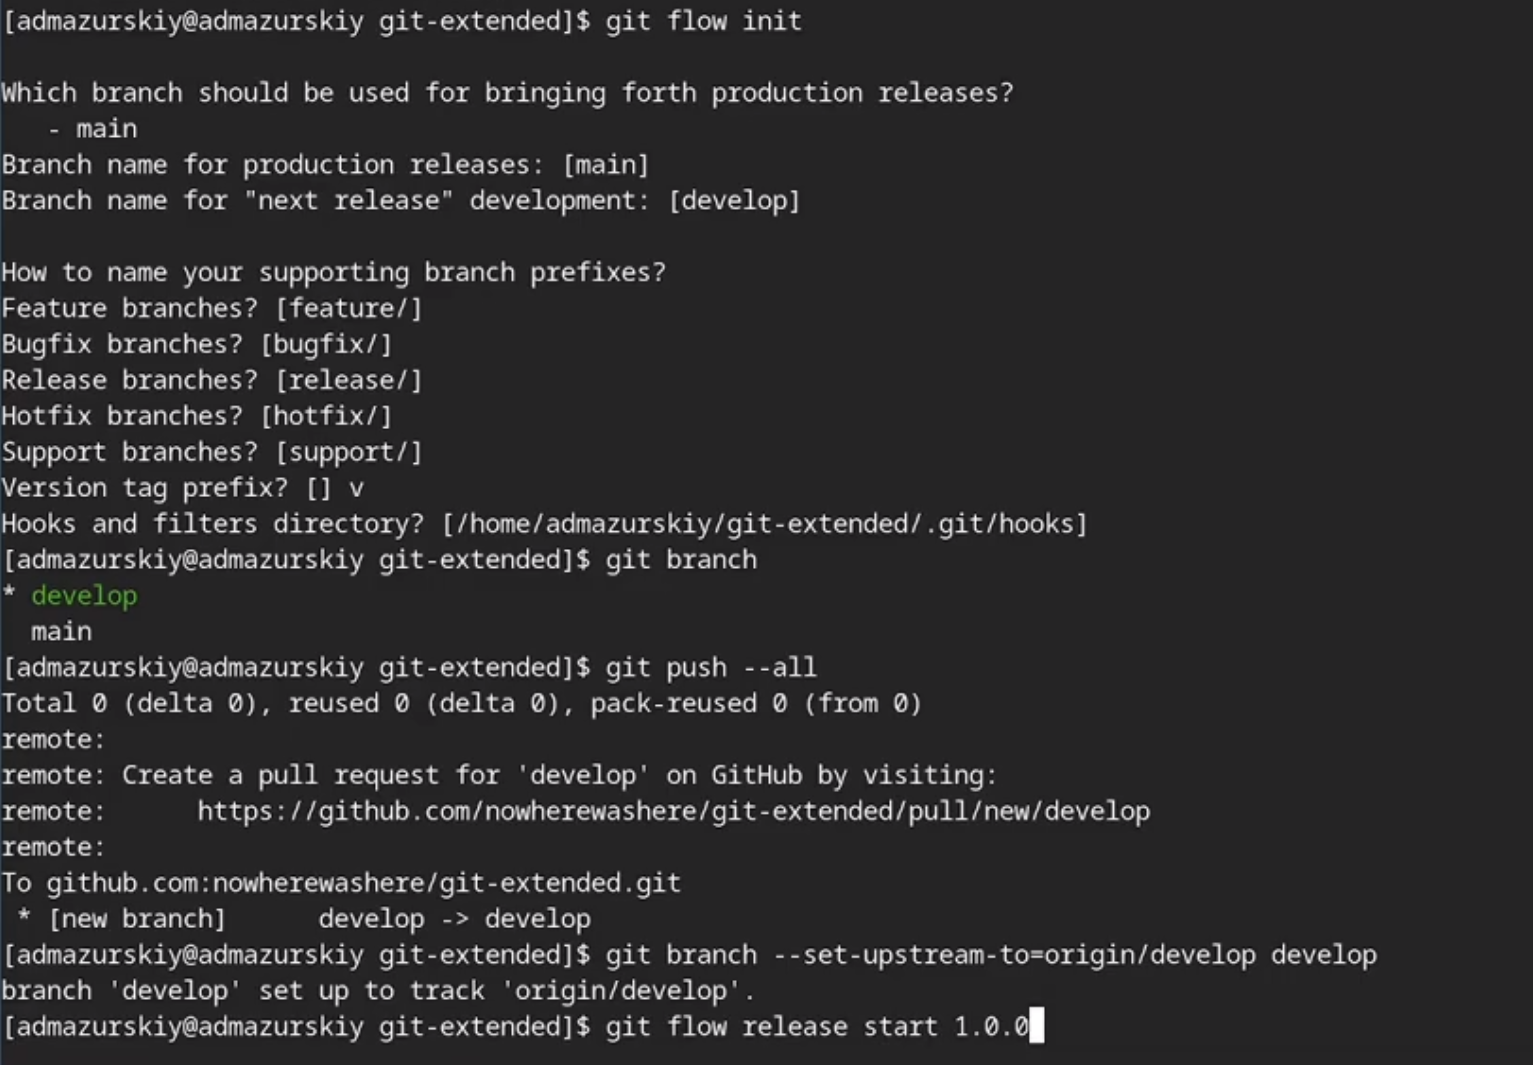 [admazurskiy@admazurskiy git-extended]$ git flow init
Which branch should be used for bringing forth production releases?
   - main
Branch name for production releases: [main]
Branch name for "next release" development: [develop]
How to name your supporting branch prefixes?
Feature branches? [feature/]
Bugfix branches? [bugfix/]
Release branches? [release/]
Hotfix branches? [hotfix/]
Support branches? [support/]
Version tag prefix? [] v
Hooks and filters directory? [/home/admazurskiy/git-extended/.git/hooks]
[admazurskiy@admazurskiy git-extended]$ git branch
* develop
  main
[admazurskiy@admazurskiy git-extended]$ git push --all
Total 0 (delta 0), reused 0 (delta 0), pack-reused 0 (from 0)
remote:
remote: Create a pull request for 'develop' on GitHub by visiting:
remote:      https://github.com/nowherewashere/git-extended/pull/new/develop
remote:
To github.com:nowherewashere/git-extended.git
 * [new branch]      develop -> develop
[admazurskiy@admazurskiy git-extended]$ git branch --set-upstream-to=origin/develop develop
branch 'develop' set up to track 'origin/develop'.
[admazurskiy@admazurskiy git-extended]$ git flow release start 1.0.0